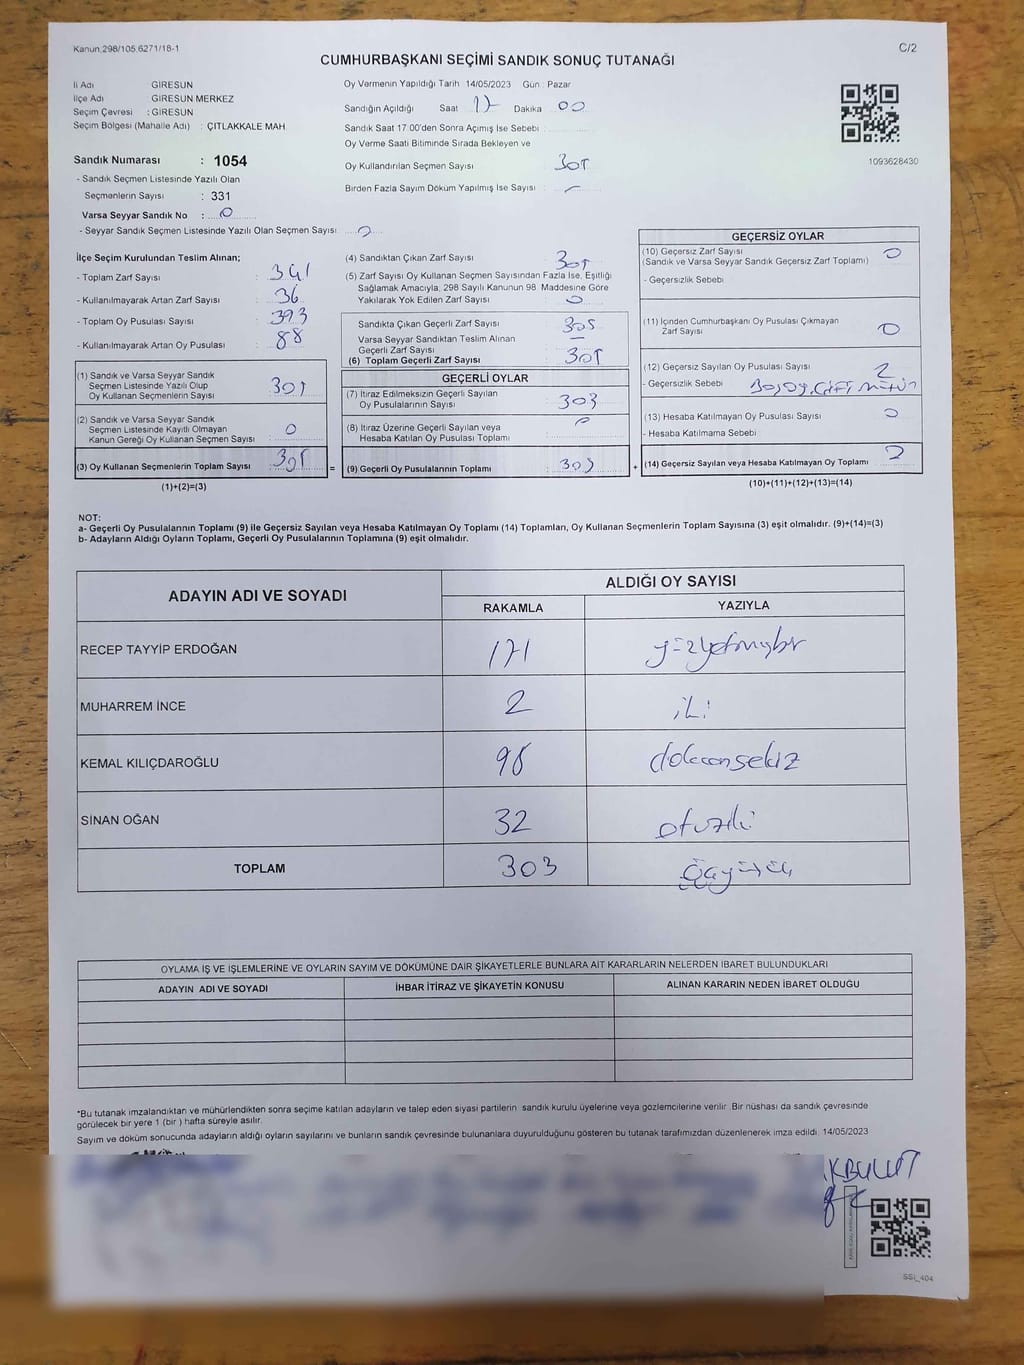 Kanun 298/105 6271/18-1
C/2
CUMHURBAŞKANI SEÇİMİ SANDIK SONUÇ TUTANAĞI
İl Adı GİRESUN
İlçe Adı GİRESUN MERKEZ
Seçim Çevresi : GİRESUN
Seçim Bölgesi (Mahalle Adı) : ÇITLAKKALE MAH.
Sandık Numarası : 1054
- Sandık Seçmen Listesinde Yazılı Olan
Seçmenlerin Sayısı : 331
Varsa Seyyar Sandık No : 0
- Seyyar Sandık Seçmen Listesinde Yazılı Olan Seçmen Sayısı 0
Oy Vermenin Yapıldığı Tarih 14/05/2023 Gün : Pazar
Sandığın Açıldığı Saat 17 Dakika 00
Sandık Saat 17.00'den Sonra Açımış İse Sebebi
Oy Verme Saati Bitiminde Sırada Bekleyen ve
Oy Kullandırılan Seçmen Sayısı 305
Birden Fazla Sayım Döküm Yapılmış İse Sayısı : -
1093628430
İlçe Seçim Kurulundan Teslim Alınan;
- Toplam Zarf Sayısı : 341
- Kullanılmayarak Artan Zarf Sayısı : 36
- Toplam Oy Pusulası Sayısı : 393
- Kullanılmayarak Artan Oy Pusulası : 88
(1) Sandık ve Varsa Seyyar Sandık
Seçmen Listesinde Yazılı Olup
Oy Kullanan Seçmenlerin Sayısı 305
(2) Sandık ve Varsa Seyyar Sandık
Seçmen Listesinde Kayıtlı Olmayan
Kanun Gereği Oy Kullanan Seçmen Sayısı 0
(3) Oy Kullanan Seçmenlerin Toplam Sayısı : 305 =
(1)+(2)=(3)
(4) Sandıktan Çıkan Zarf Sayısı 305
(5) Zarf Sayısı Oy Kullanan Seçmen Sayısından Fazla İse, Eşitliği
Sağlamak Amacıyla, 298 Sayılı Kanunun 98. Maddesine Göre
Yakılarak Yok Edilen Zarf Sayısı 0
Sandıkta Çıkan Geçerli Zarf Sayısı 305
Varsa Seyyar Sandıktan Teslim Alınan
Geçerli Zarf Sayısı -
(6) Toplam Geçerli Zarf Sayısı 305
GEÇERLİ OYLAR
(7) İtiraz Edilmeksizin Geçerli Sayılan
Oy Pusulalarının Sayısı 303
(8) İtiraz Üzerine Geçerli Sayılan veya
Hesaba Katılan Oy Pusulası Toplamı 0
(9) Geçerli Oy Pusulalarının Toplamı : 303 +
GEÇERSİZ OYLAR
(10) Geçersiz Zarf Sayısı 0
(Sandık ve Varsa Seyyar Sandık Geçersiz Zarf Toplamı)
- Geçersizlik Sebebi
(11) İçinden Cumhurbaşkanı Oy Pusulası Çıkmayan
Zarf Sayısı 0
(12) Geçersiz Sayılan Oy Pusulası Sayısı 2
- Geçersizlik Sebebi
(13) Hesaba Katılmayan Oy Pusulası Sayısı 0
- Hesaba Katılmama Sebebi
(14) Geçersiz Sayılan veya Hesaba Katılmayan Oy Toplamı 2
(10)+(11)+(12)+(13)=(14)
NOT:
a- Geçerli Oy Pusulalarının Toplamı (9) ile Geçersiz Sayılan veya Hesaba Katılmayan Oy Toplamı (14) Toplamları, Oy Kullanan Seçmenlerin Toplam Sayısına (3) eşit olmalıdır. (9)+(14)=(3)
b- Adayların Aldığı Oyların Toplamı, Geçerli Oy Pusulalarının Toplamına (9) eşit olmalıdır.
ADAYIN ADI VE SOYADI
ALDIĞI OY SAYISI
RAKAMLA YAZIYLA
RECEP TAYYİP ERDOĞAN 171 yüzyetmişbir
MUHARREM İNCE 2 iki
KEMAL KILIÇDAROĞLU 98 doksansekiz
SİNAN OĞAN 32 otuziki
TOPLAM 303 üçyüzüç
OYLAMA İŞ VE İŞLEMLERİNE VE OYLARIN SAYIM VE DÖKÜMÜNE DAİR ŞİKAYETLERLE BUNLARA AİT KARARLARIN NELERDEN İBARET BULUNDUKLARI
ADAYIN ADI VE SOYADI İHBAR İTİRAZ VE ŞİKAYETİN KONUSU ALINAN KARARIN NEDEN İBARET OLDUĞU
*Bu tutanak imzalandıktan ve mühürlendikten sonra seçime katılan adayların ve talep eden siyasi partilerin sandık kurulu üyelerine veya gözlemcilerine verilir. Bir nüshası da sandık çevresinde
görülecek bir yere 1 (bir) hafta süreyle asılır.
Sayım ve döküm sonucunda adayların aldığı oyların sayılarını ve bunların sandık çevresinde bulunanlara duyurulduğunu gösteren bu tutanak tarafımızdan düzenlenerek imza edildi. 14/05/2023
KBULUT
SSI_404